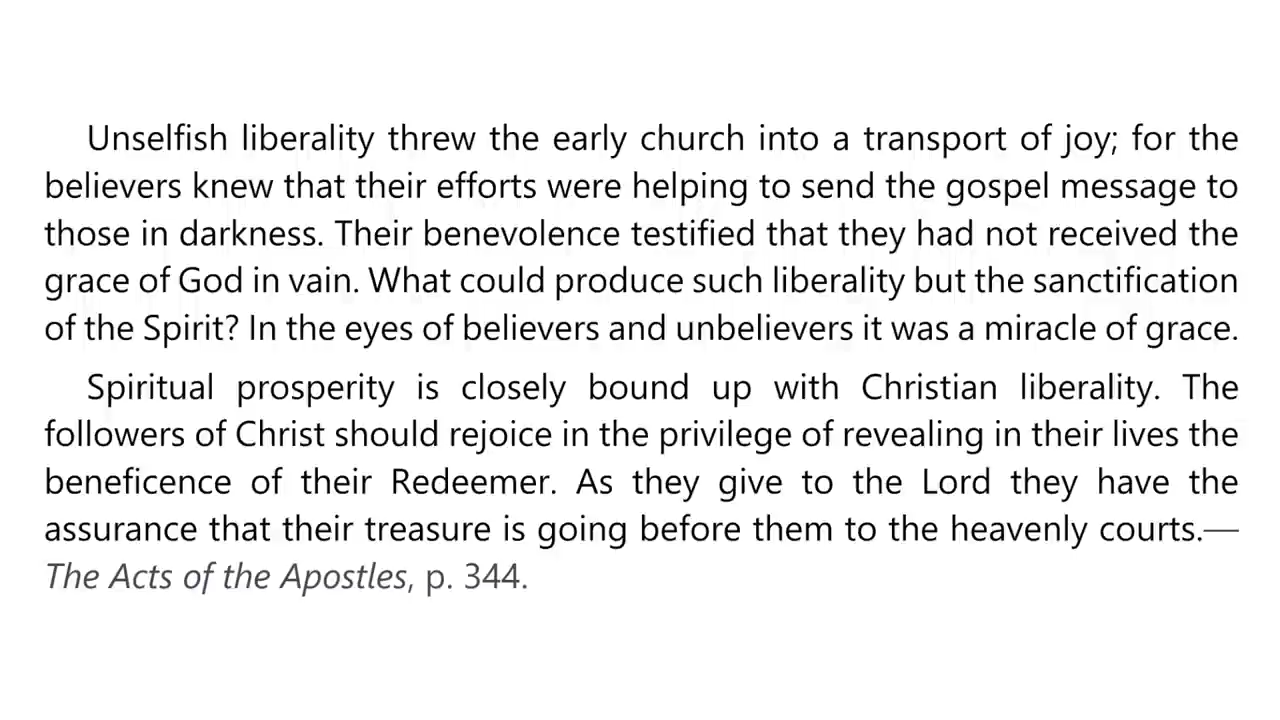 Unselfish liberality threw the early church into a transport of joy; for the
believers knew that their efforts were helping to send the gospel message to
those in darkness. Their benevolence testified that they had not received the
grace of God in vain. What could produce such liberality but the sanctification
of the Spirit? In the eyes of believers and unbelievers it was a miracle of grace.
Spiritual prosperity is closely bound up with Christian liberality. The
followers of Christ should rejoice in the privilege of revealing in their lives the
beneficence of their Redeemer. As they give to the Lord they have the
assurance that their treasure is going before them to the heavenly courts.—
The Acts of the Apostles, p. 344.